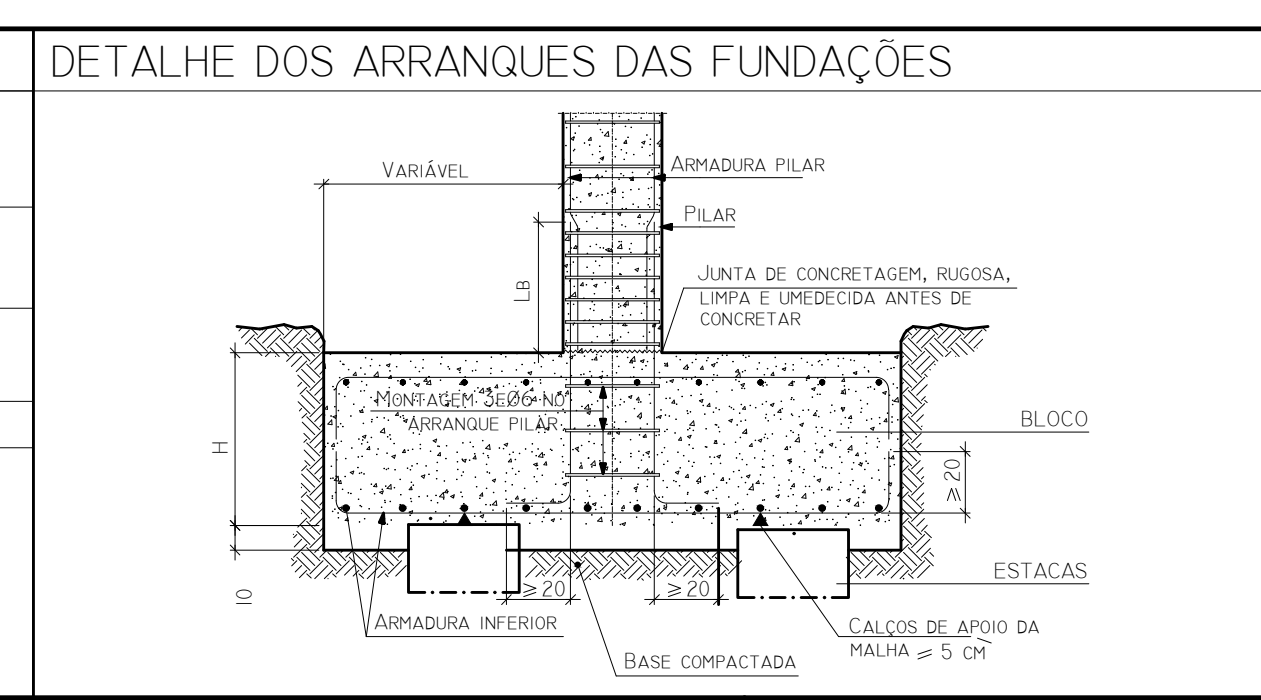 DETALHE DOS ARRANQUES DAS FUNDAÇÕES
VARIÁVEL
ARMADURA PILAR
PILAR
LB
JUNTA DE CONCRETAGEM, RUGOSA,
LIMPA E UMEDECIDA ANTES DE
CONCRETAR
MONTAGEM 3EØ6 NO
ARRANQUE PILAR
BLOCO
H
≥ 20
ESTACAS
10
≥ 20
≥ 20
ARMADURA INFERIOR
CALÇOS DE APOIO DA
MALHA ≥ 5 CM
BASE COMPACTADA